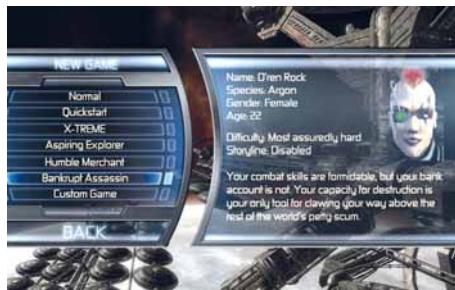 NEW GAME
Normal
Quickstart
X-TREME
Aspiring Explorer
Humble Merchant
Bankrupt Assassin
Custom Game
BACK
Name: D'ren Rock
Species: Argon
Gender: Female
Age: 22
Difficulty: Most assuredly hard
Storyline: Disabled
Your combat skills are formidable, but your bank
account is not. Your capacity for destruction is
your only tool for clawing your way above the
rest of the world's petty scum.